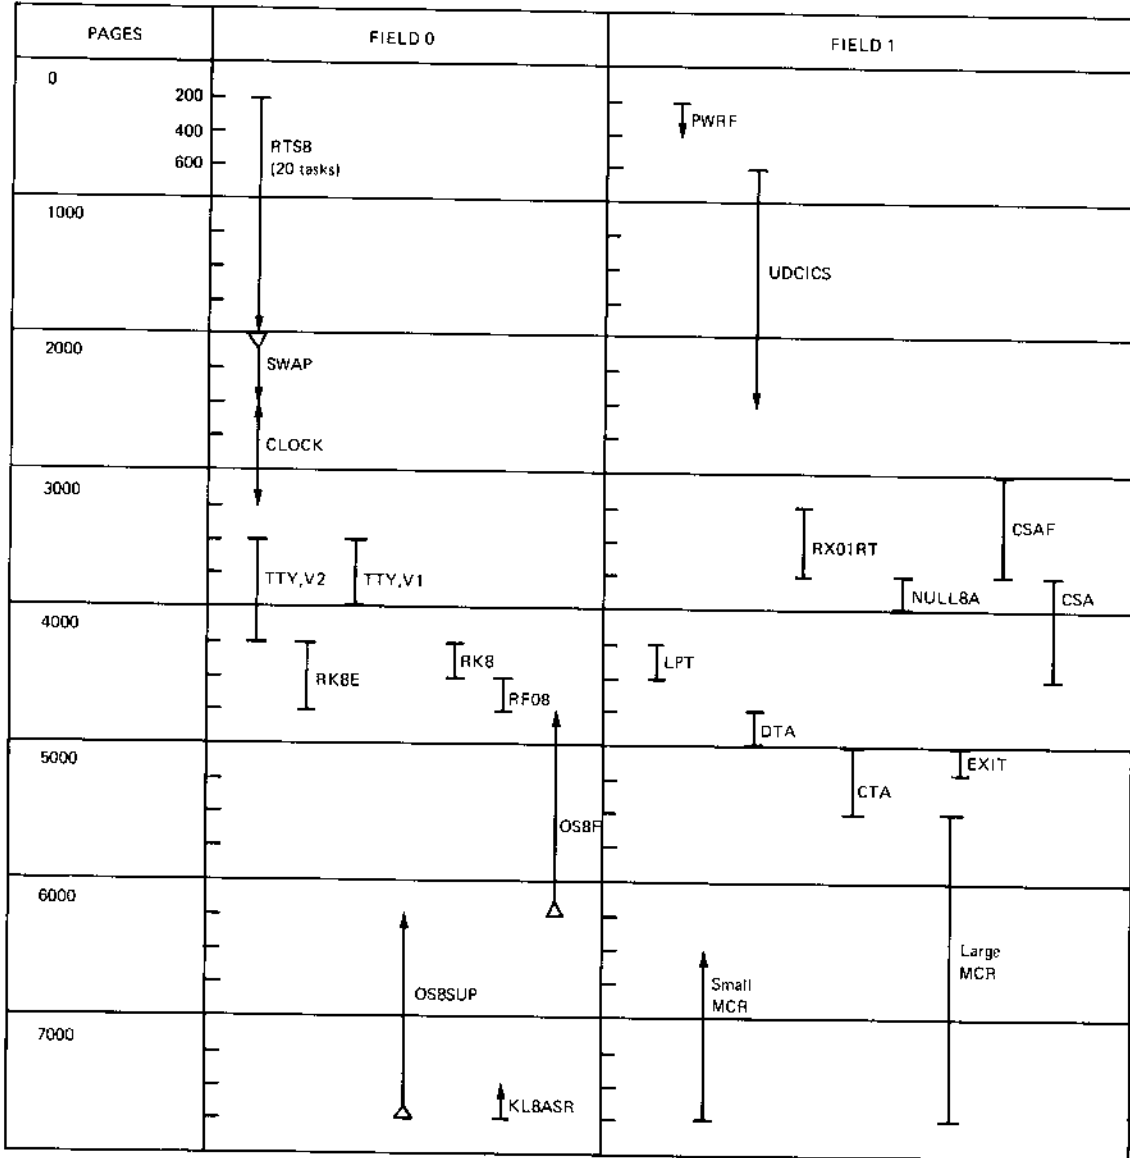 PAGES
FIELD 0
FIELD 1
0
200
400
600
RTS8
(20 tasks)
PWRF
1000
UDCICS
2000
SWAP
CLOCK
3000
CSAF
RX01RT
TTY,V2
TTY,V1
NULL8A
CSA
4000
RK8
LPT
RK8E
RF08
DTA
5000
EXIT
CTA
OS8F
6000
Large
MCR
Small
MCR
OS8SUP
7000
KL8ASR